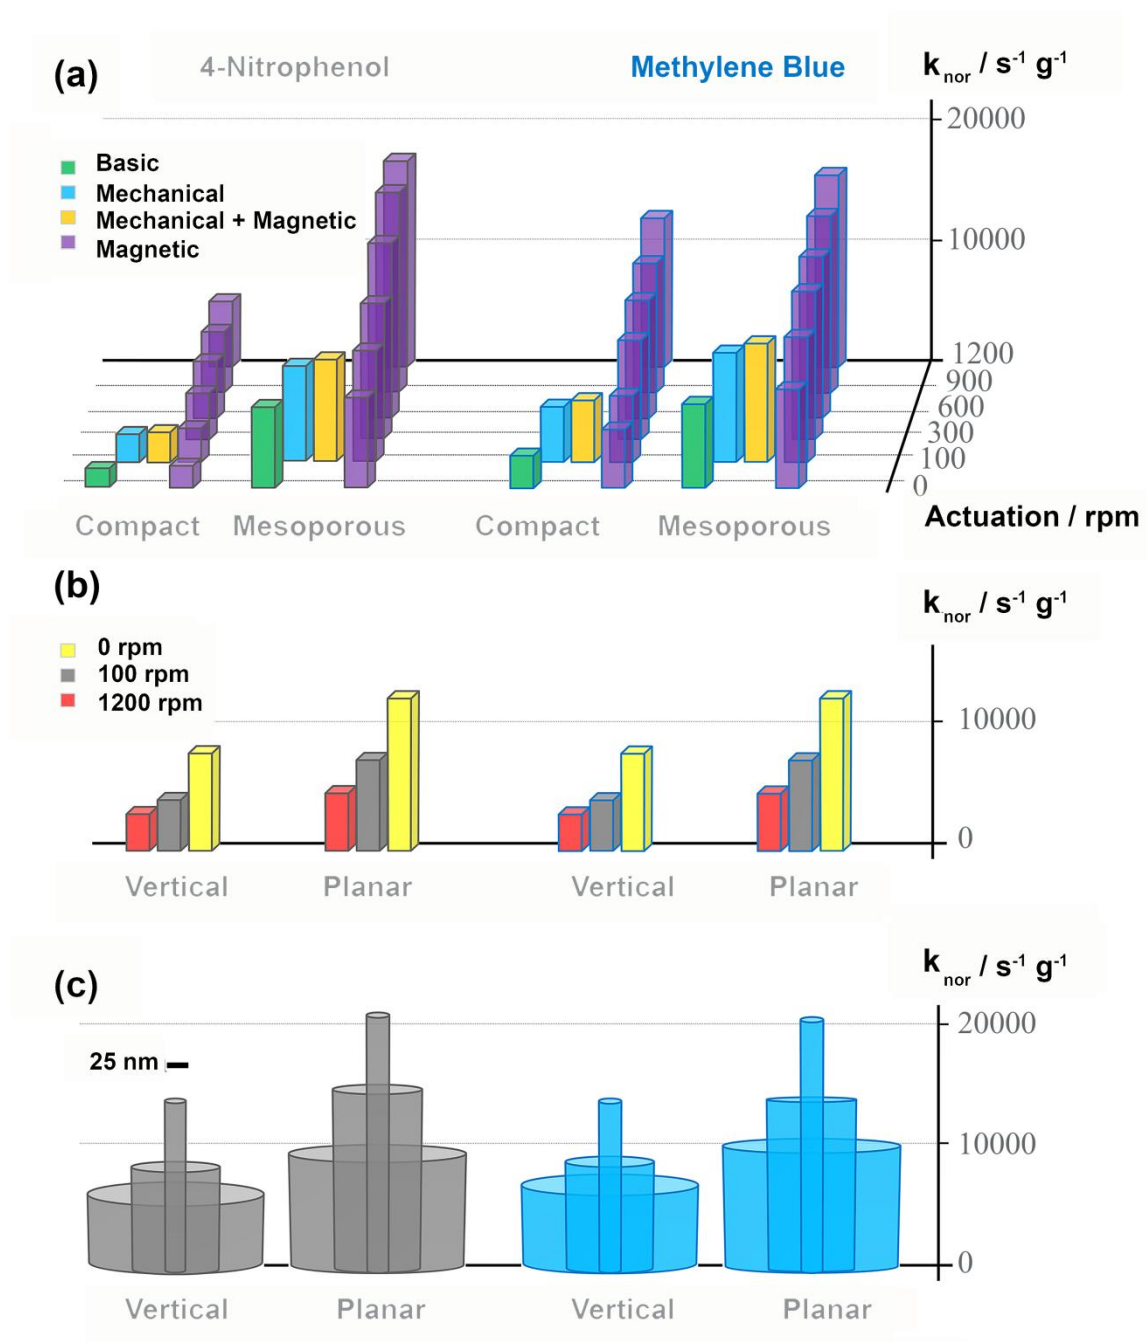 (a)
4-Nitrophenol
Methylene Blue
k nor / s-1 g-1
20000
Basic
Mechanical
Mechanical + Magnetic
Magnetic
10000
1200
900
600
300
100
0
Compact
Mesoporous
Compact
Mesoporous
Actuation / rpm
(b)
k nor / s-1 g-1
0 rpm
100 rpm
1200 rpm
10000
0
Vertical
Planar
Vertical
Planar
(c)
k nor / s-1 g-1
20000
25 nm
10000
0
Vertical
Planar
Vertical
Planar